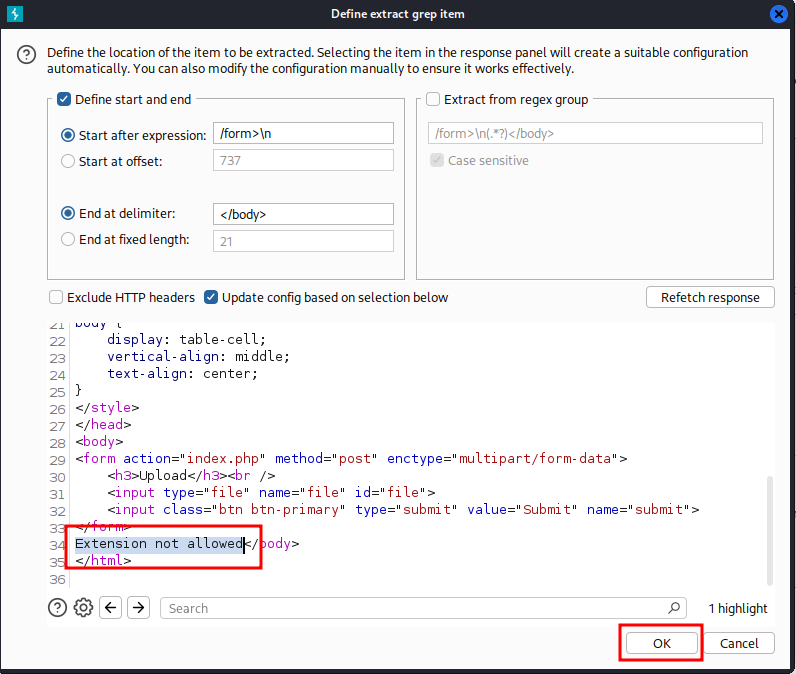 Define extract grep item
Define the location of the item to be extracted. Selecting the item in the response panel will create a suitable configuration
automatically. You can also modify the configuration manually to ensure it works effectively.
Define start and end
Start after expression: /form>\n
Start at offset: 737
End at delimiter: </body>
End at fixed length: 21
Extract from regex group
/form>\n(.*?)</body>
Case sensitive
Exclude HTTP headers Update config based on selection below Refetch response
21 body {
22 display: table-cell;
23 vertical-align: middle;
24 text-align: center;
25 }
26 </style>
27 </head>
28 <body>
29 <form action="index.php" method="post" enctype="multipart/form-data">
30 <h3>Upload</h3><br />
31 <input type="file" name="file" id="file">
32 <input class="btn btn-primary" type="submit" value="Submit" name="submit">
33 </form>
34 Extension not allowed</body>
35 </html>
36
Search 1 highlight
OK Cancel